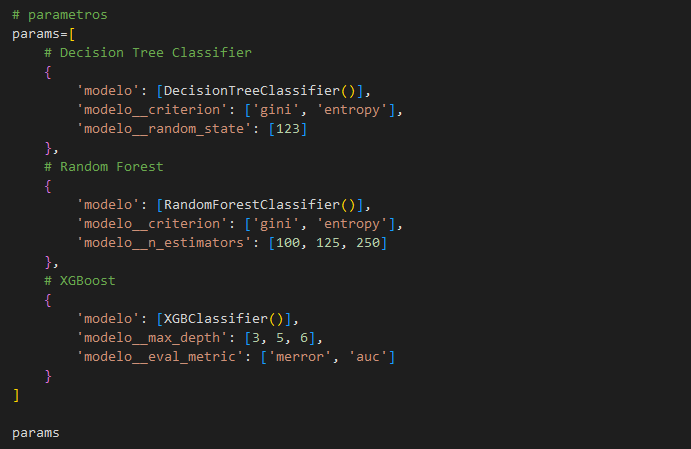 # parametros
params=[
    # Decision Tree Classifier
    {
        'modelo': [DecisionTreeClassifier()],
        'modelo__criterion': ['gini', 'entropy'],
        'modelo__random_state': [123]
    },
    # Random Forest
    {
        'modelo': [RandomForestClassifier()],
        'modelo__criterion': ['gini', 'entropy'],
        'modelo__n_estimators': [100, 125, 250]
    },
    # XGBoost
    {
        'modelo': [XGBClassifier()],
        'modelo__max_depth': [3, 5, 6],
        'modelo__eval_metric': ['merror', 'auc']
    }
]
params